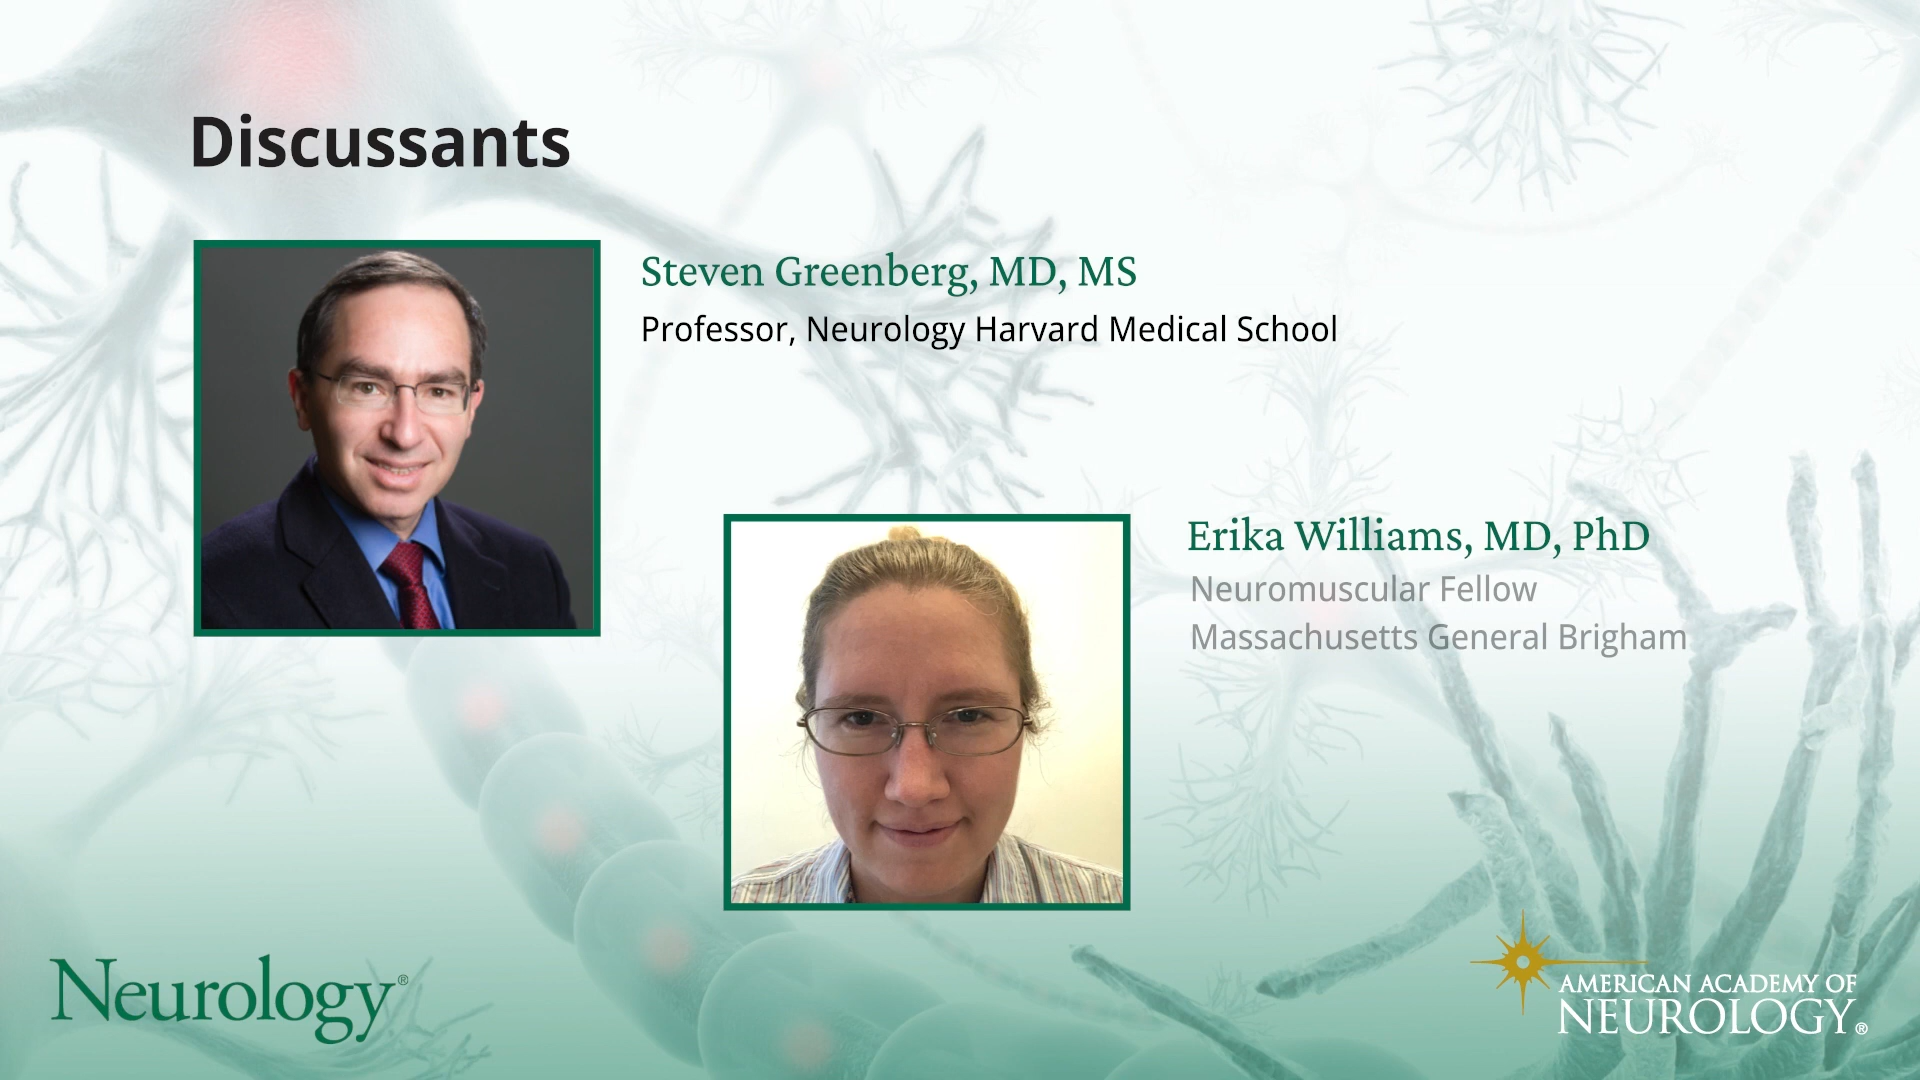 Discussants
Steven Greenberg, MD, MS
Professor, Neurology Harvard Medical School
Erika Williams, MD, PhD
Neuromuscular Fellow
Massachusetts General Brigham
Neurology®
AMERICAN ACADEMY OF
NEUROLOGY®